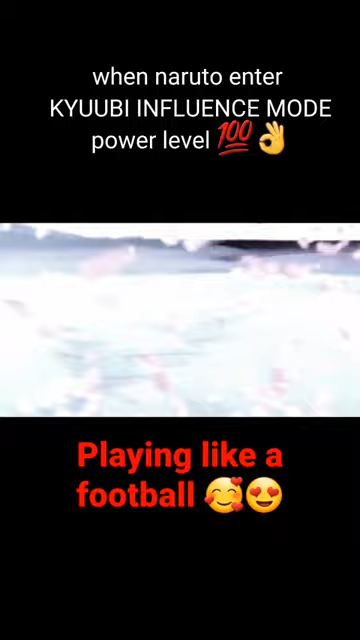 when naruto enter
KYUUBI INFLUENCE MODE
power level 💯👌
Playing like a
football 🥰😍